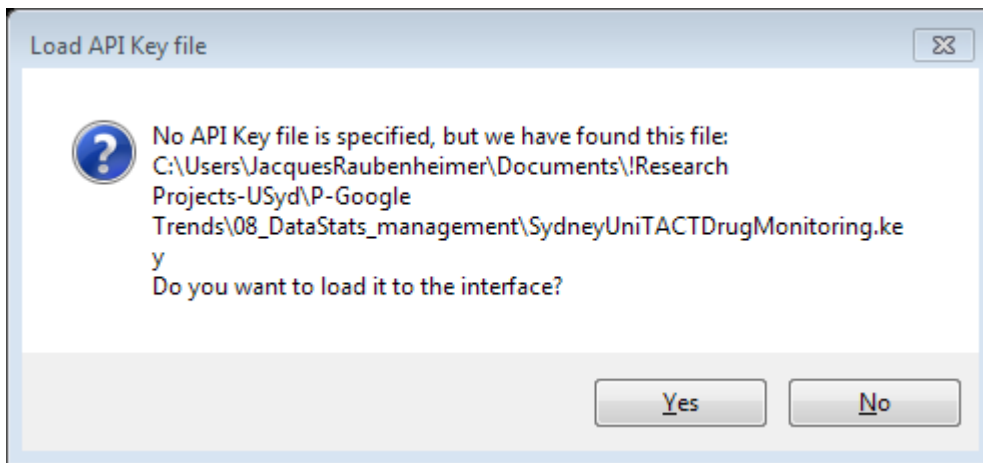 Load API Key file
No API Key file is specified, but we have found this file:
C:\Users\JacquesRaubenheimer\Documents\!Research
Projects-USyd\P-Google
Trends\08_DataStats_management\SydneyUniTACTDrugMonitoring.ke
y
Do you want to load it to the interface?
Yes
No